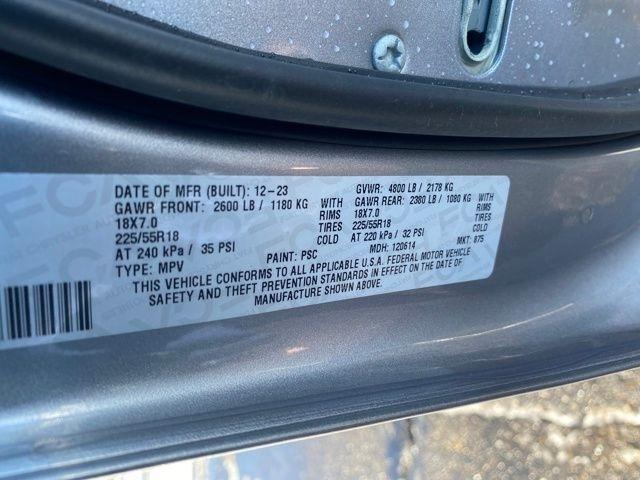 DATE OF MFR (BUILT): 12-23 GVWR: 4800 LB / 2178 KG
GAWR FRONT: 2600 LB / 1180 KG WITH GAWR REAR: 2380 LB / 1080 KG WITH
18X7.0 RIMS 18X7.0 RIMS
225/55R18 TIRES 225/55R18 TIRES
AT 240 kPa / 35 PSI COLD AT 220 kPa / 32 PSI COLD
TYPE: MPV PAINT: PSC MDH: 120614 MKT: 875
THIS VEHICLE CONFORMS TO ALL APPLICABLE U.S.A. FEDERAL MOTOR VEHICLE
SAFETY AND THEFT PREVENTION STANDARDS IN EFFECT ON THE DATE OF
MANUFACTURE SHOWN ABOVE.